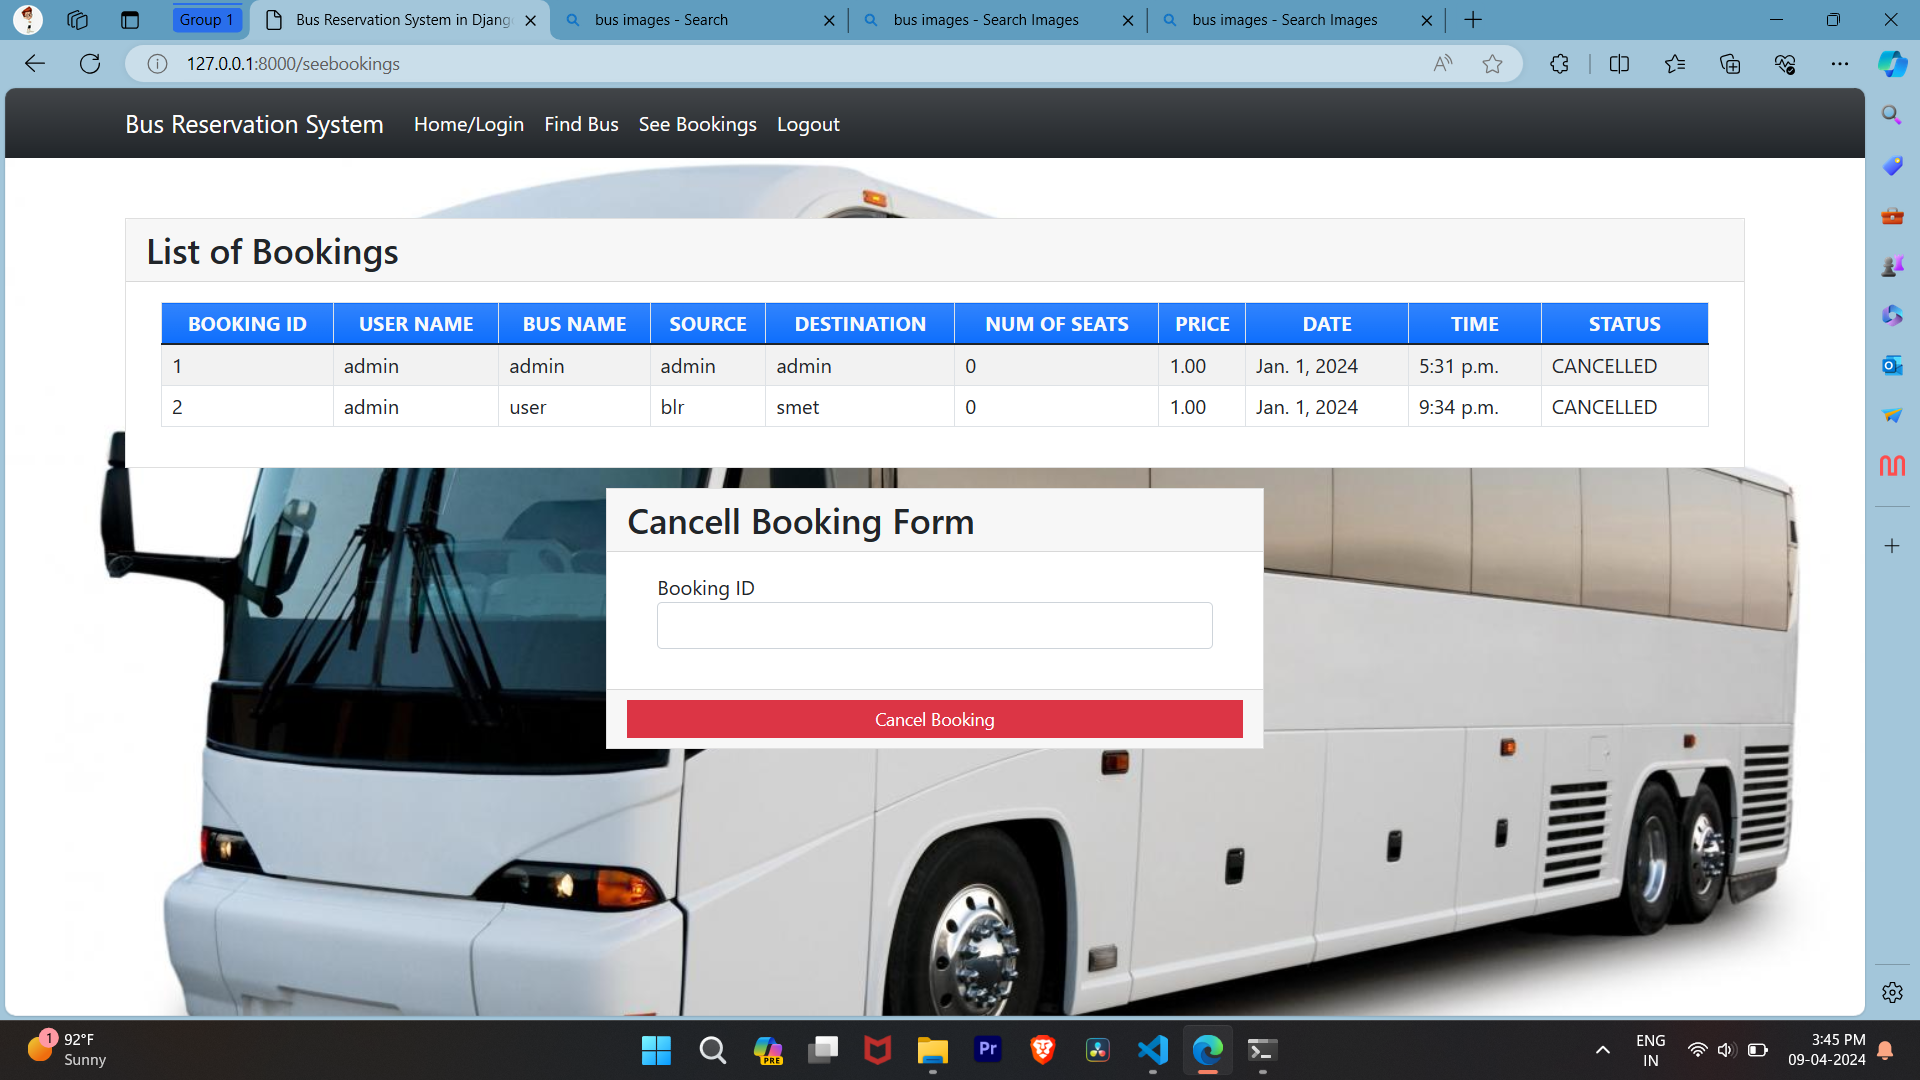 Group 1
Bus Reservation System in Djang
bus images - Search
bus images - Search Images
bus images - Search Images
127.0.0.1:8000/seebookings
Bus Reservation System
Home/Login Find Bus See Bookings Logout
List of Bookings
BOOKING ID USER NAME BUS NAME SOURCE DESTINATION NUM OF SEATS PRICE DATE TIME STATUS
1 admin admin admin admin 0 1.00 Jan. 1, 2024 5:31 p.m. CANCELLED
2 admin user blr smet 0 1.00 Jan. 1, 2024 9:34 p.m. CANCELLED
Cancell Booking Form
Booking ID
Cancel Booking
1
92°F
Sunny
PRE
Pr
ENG
IN
3:45 PM
09-04-2024